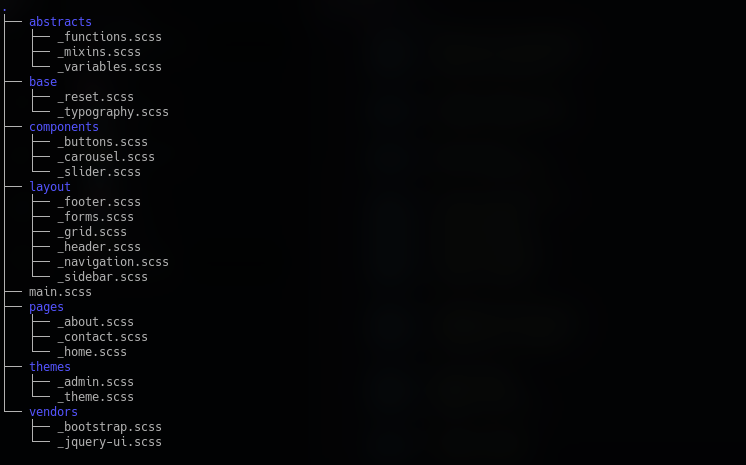 .
├── abstracts
│   ├── _functions.scss
│   ├── _mixins.scss
│   └── _variables.scss
├── base
│   ├── _reset.scss
│   └── _typography.scss
├── components
│   ├── _buttons.scss
│   ├── _carousel.scss
│   └── _slider.scss
├── layout
│   ├── _footer.scss
│   ├── _forms.scss
│   ├── _grid.scss
│   ├── _header.scss
│   ├── _navigation.scss
│   └── _sidebar.scss
├── main.scss
├── pages
│   ├── _about.scss
│   ├── _contact.scss
│   └── _home.scss
├── themes
│   ├── _admin.scss
│   └── _theme.scss
└── vendors
    ├── _bootstrap.scss
    └── _jquery-ui.scss